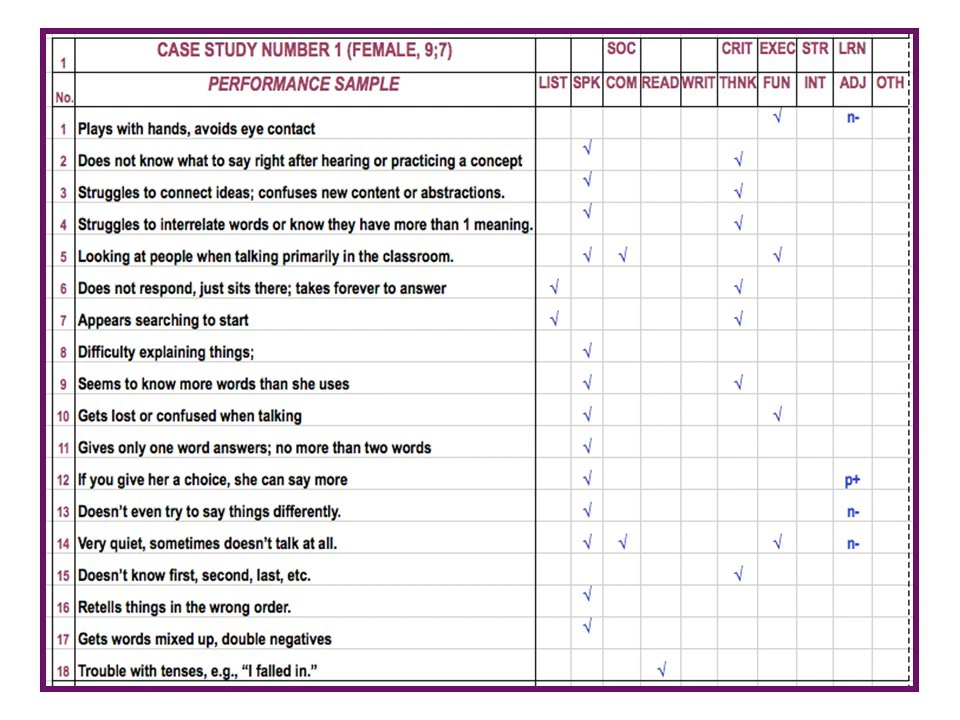 1 CASE STUDY NUMBER 1 (FEMALE, 9;7) SOC CRIT EXEC STR LRN
No. PERFORMANCE SAMPLE LIST SPK COM READ WRIT THNK FUN INT ADJ OTH
1 Plays with hands, avoids eye contact √ n-
2 Does not know what to say right after hearing or practicing a concept √ √
3 Struggles to connect ideas; confuses new content or abstractions. √ √
4 Struggles to interrelate words or know they have more than 1 meaning. √ √
5 Looking at people when talking primarily in the classroom. √ √ √
6 Does not respond, just sits there; takes forever to answer √ √
7 Appears searching to start √ √
8 Difficulty explaining things; √
9 Seems to know more words than she uses √ √
10 Gets lost or confused when talking √ √
11 Gives only one word answers; no more than two words √
12 If you give her a choice, she can say more √ p+
13 Doesn't even try to say things differently. √ n-
14 Very quiet, sometimes doesn't talk at all. √ √ √ n-
15 Doesn't know first, second, last, etc. √
16 Retells things in the wrong order. √
17 Gets words mixed up, double negatives √
18 Trouble with tenses, e.g., “I falled in.” √